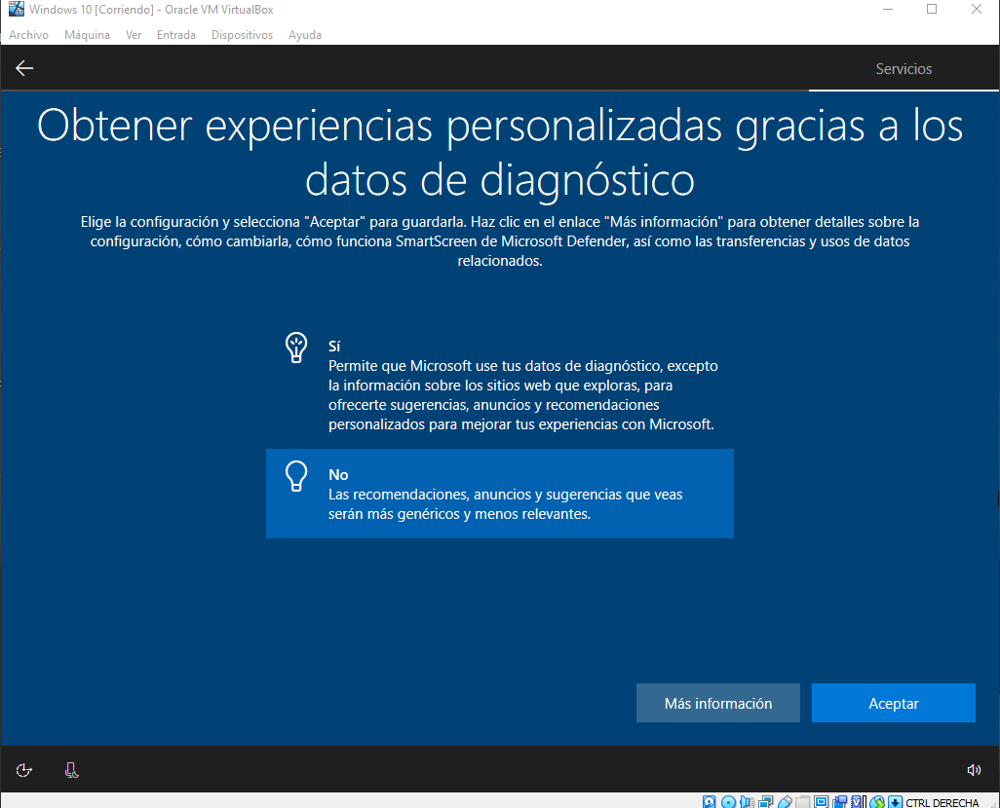 Windows 10 [Corriendo] - Oracle VM VirtualBox
Archivo Máquina Ver Entrada Dispositivos Ayuda
Servicios
Obtener experiencias personalizadas gracias a los
datos de diagnóstico
Elige la configuración y selecciona "Aceptar" para guardarla. Haz clic en el enlace "Más información" para obtener detalles sobre la
configuración, cómo cambiarla, cómo funciona SmartScreen de Microsoft Defender, así como las transferencias y usos de datos
relacionados.
Sí
Permite que Microsoft use tus datos de diagnóstico, excepto
la información sobre los sitios web que exploras, para
ofrecerte sugerencias, anuncios y recomendaciones
personalizados para mejorar tus experiencias con Microsoft.
No
Las recomendaciones, anuncios y sugerencias que veas
serán más genéricos y menos relevantes.
Más información Aceptar
CTRL DERECHA